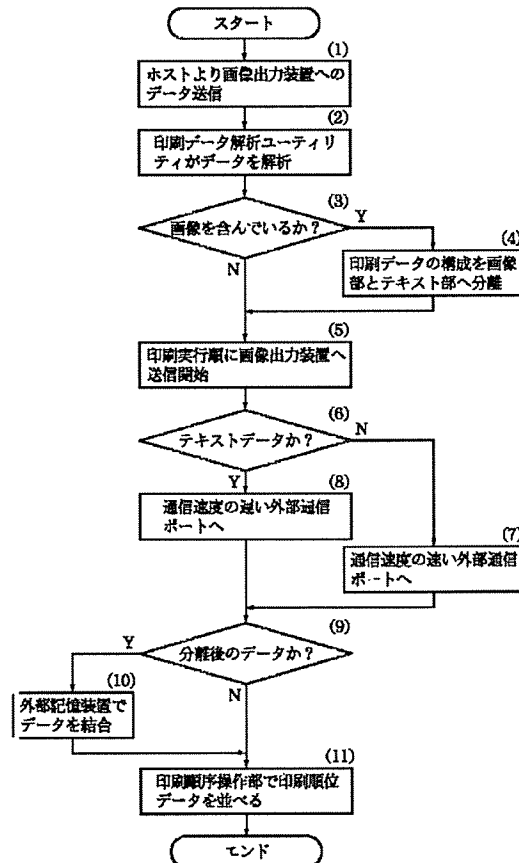 スタート
(1)
ホストより画像出力装置への
データ送信
(2)
印刷データ解析ユーティリ
ティがデータを解析
(3)
画像を含んでいるか?
Y
N
(4)
印刷データの構成を画像
部とテキスト部へ分離
(5)
印刷実行順に画像出力装置へ
送信開始
(6)
テキストデータか?
N
Y
(8)
通信速度の遅い外部通信
ポートへ
(7)
通信速度の速い外部通信
ポートへ
(9)
分離後のデータか?
Y
N
(10)
外部記憶装置で
データを結合
(11)
印刷順序操作部で印刷順位
データを並べる
エンド